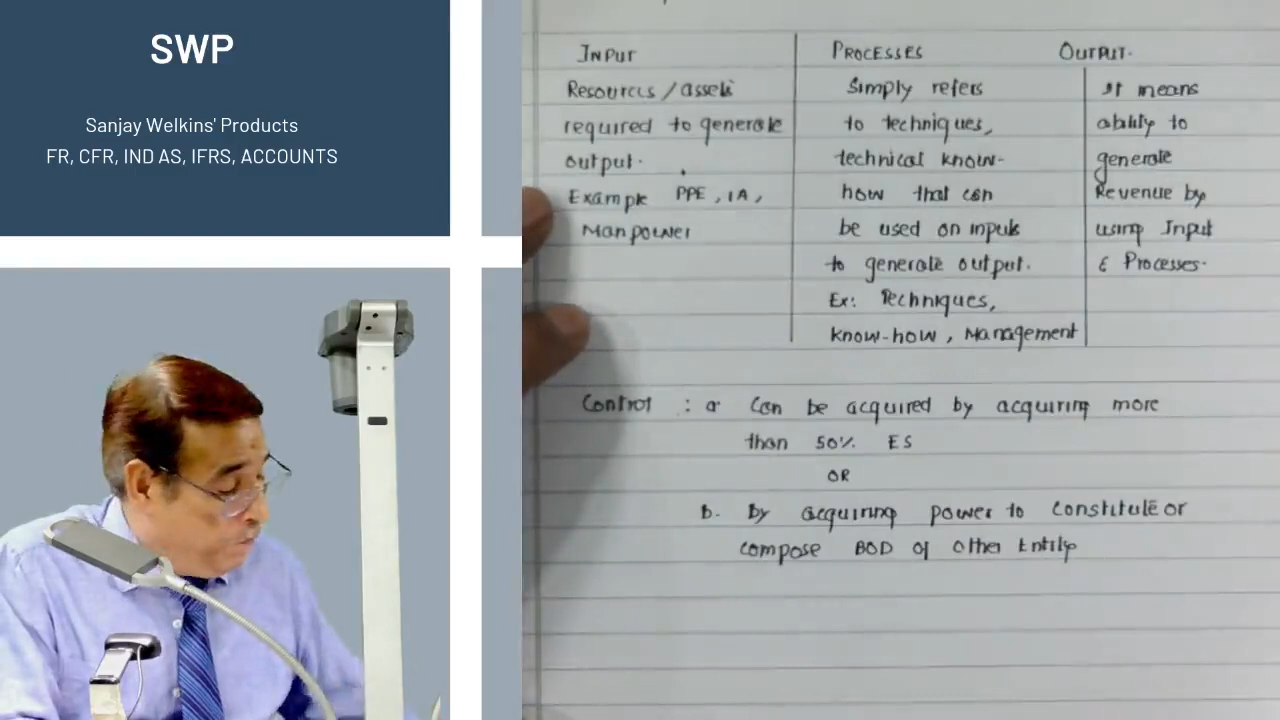 SWP
Sanjay Welkins' Products
FR, CFR, IND AS, IFRS, ACCOUNTS
INPUT
Resources / assets
required to generate
output.
Example PPE, IA,
Manpower
PROCESSES
Simply refers
to techniques,
technical know-
how that can
be used on inputs
to generate output.
Ex: Techniques,
know-how, Management
OUTPUT.
It means
ability to
generate
Revenue by
using Input
& Processes.
Control : a. Can be acquired by acquiring more
than 50% ES
OR
B. By acquiring power to constitute or
compose BOD of Other Entity